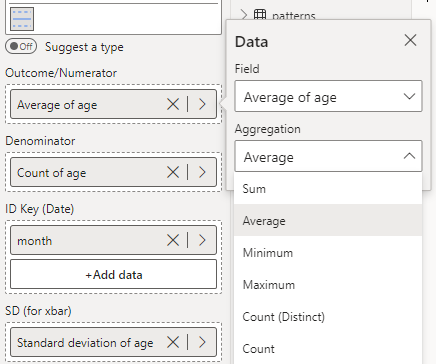 patterns
Off
Suggest a type
Outcome/Numerator
Average of age
Denominator
Count of age
ID Key (Date)
month
+Add data
SD (for xbar)
Standard deviation of age
Data
Field
Average of age
Aggregation
Average
Sum
Average
Minimum
Maximum
Count (Distinct)
Count